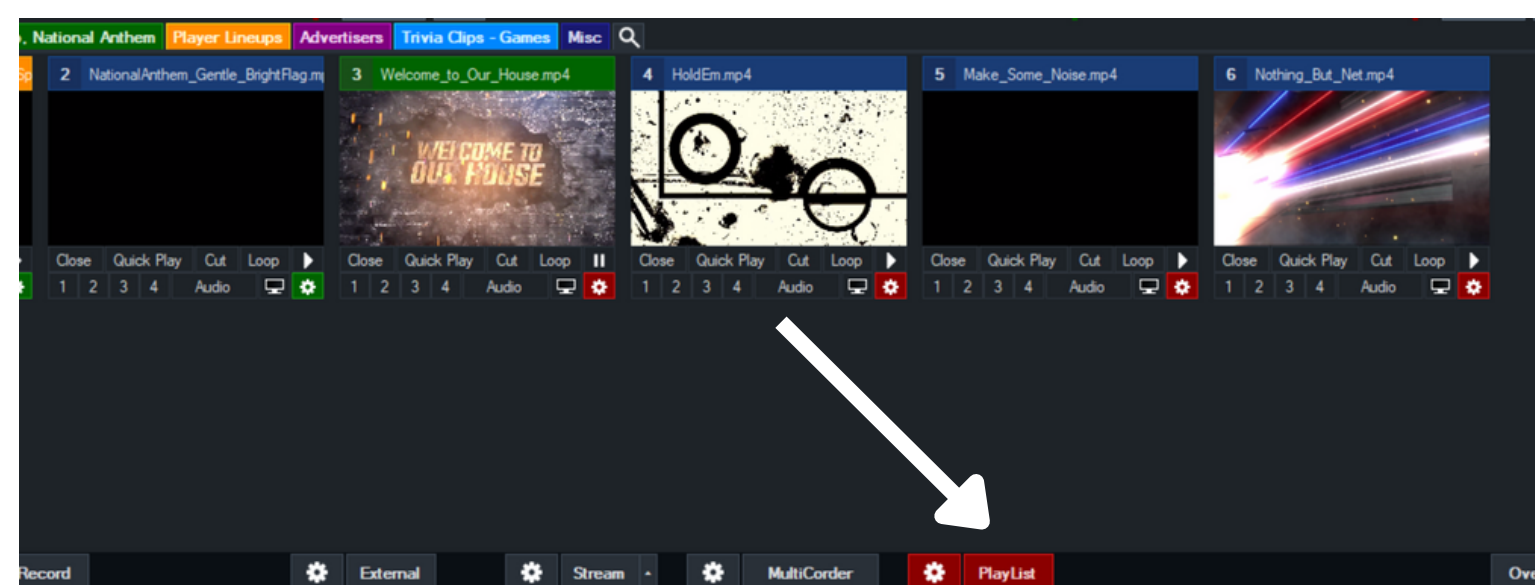 , National Anthem Player Lineups Advertisers Trivia Clips - Games Misc
Sp 2 NationalAnthem_Gentle_BrightFlag.mp 3 Welcome_to_Our_House.mp4 4 HoldEm.mp4 5 Make_Some_Noise.mp4 6 Nothing_But_Net.mp4
WELCOME TO
OUR HOUSE
Close Quick Play Cut Loop Close Quick Play Cut Loop Close Quick Play Cut Loop Close Quick Play Cut Loop Close Quick Play Cut Loop
1 2 3 4 Audio 1 2 3 4 Audio 1 2 3 4 Audio 1 2 3 4 Audio 1 2 3 4 Audio
Record External Stream MultiCorder PlayList Ove